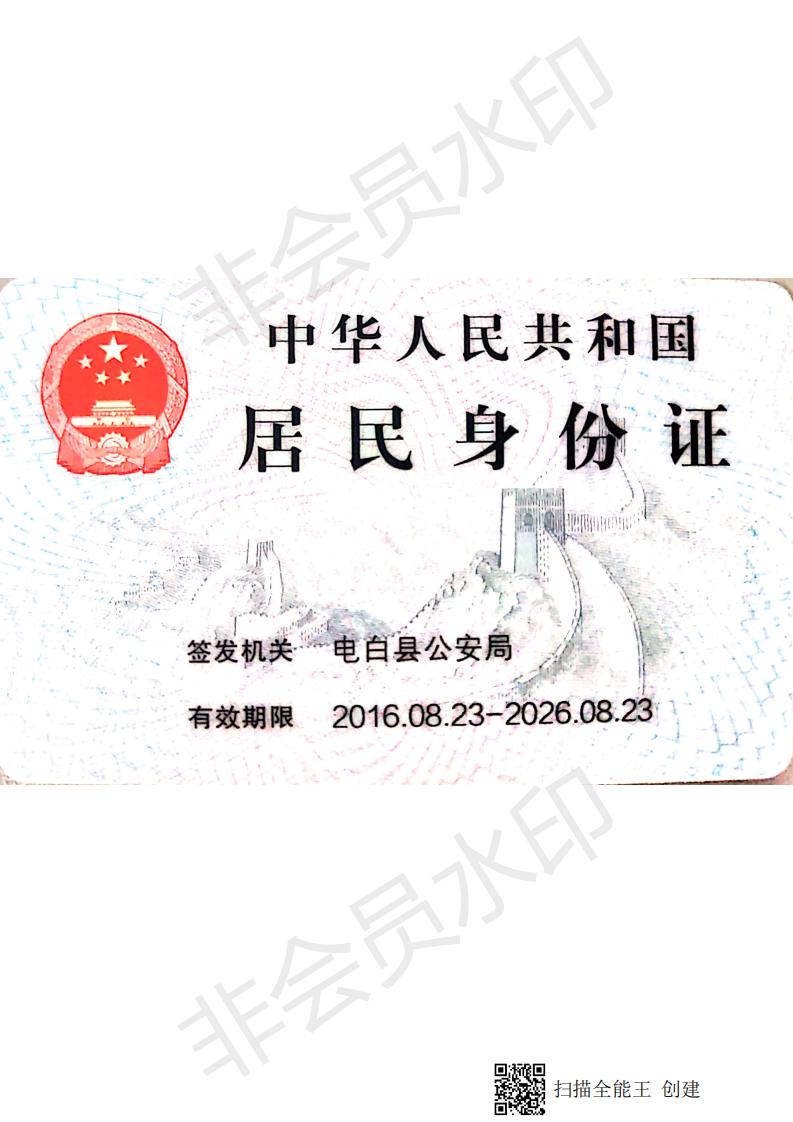 非会员水印
中华人民共和国
居民身份证
签发机关 电白县公安局
有效期限 2016.08.23-2026.08.23
非会员水印
扫描全能王 创建